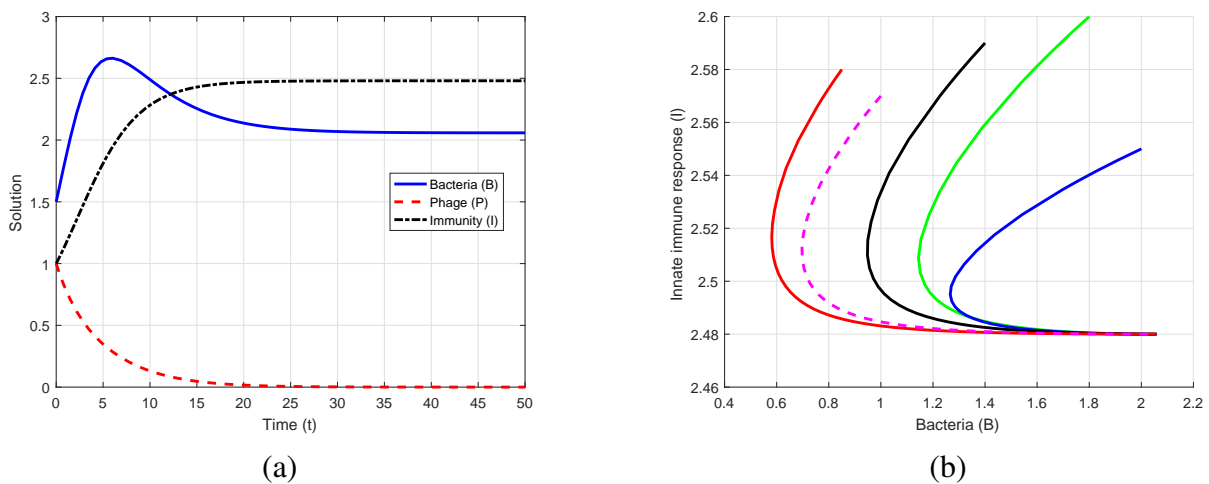 3
2.5
2
1.5
1
0.5
0
Solution
Bacteria (B)
Phage (P)
Immunity (I)
0 5 10 15 20 25 30 35 40 45 50
Time (t)
(a)
2.6
2.58
2.56
2.54
2.52
2.5
2.48
2.46
Innate immune response (I)
0.4 0.6 0.8 1 1.2 1.4 1.6 1.8 2 2.2
Bacteria (B)
(b)